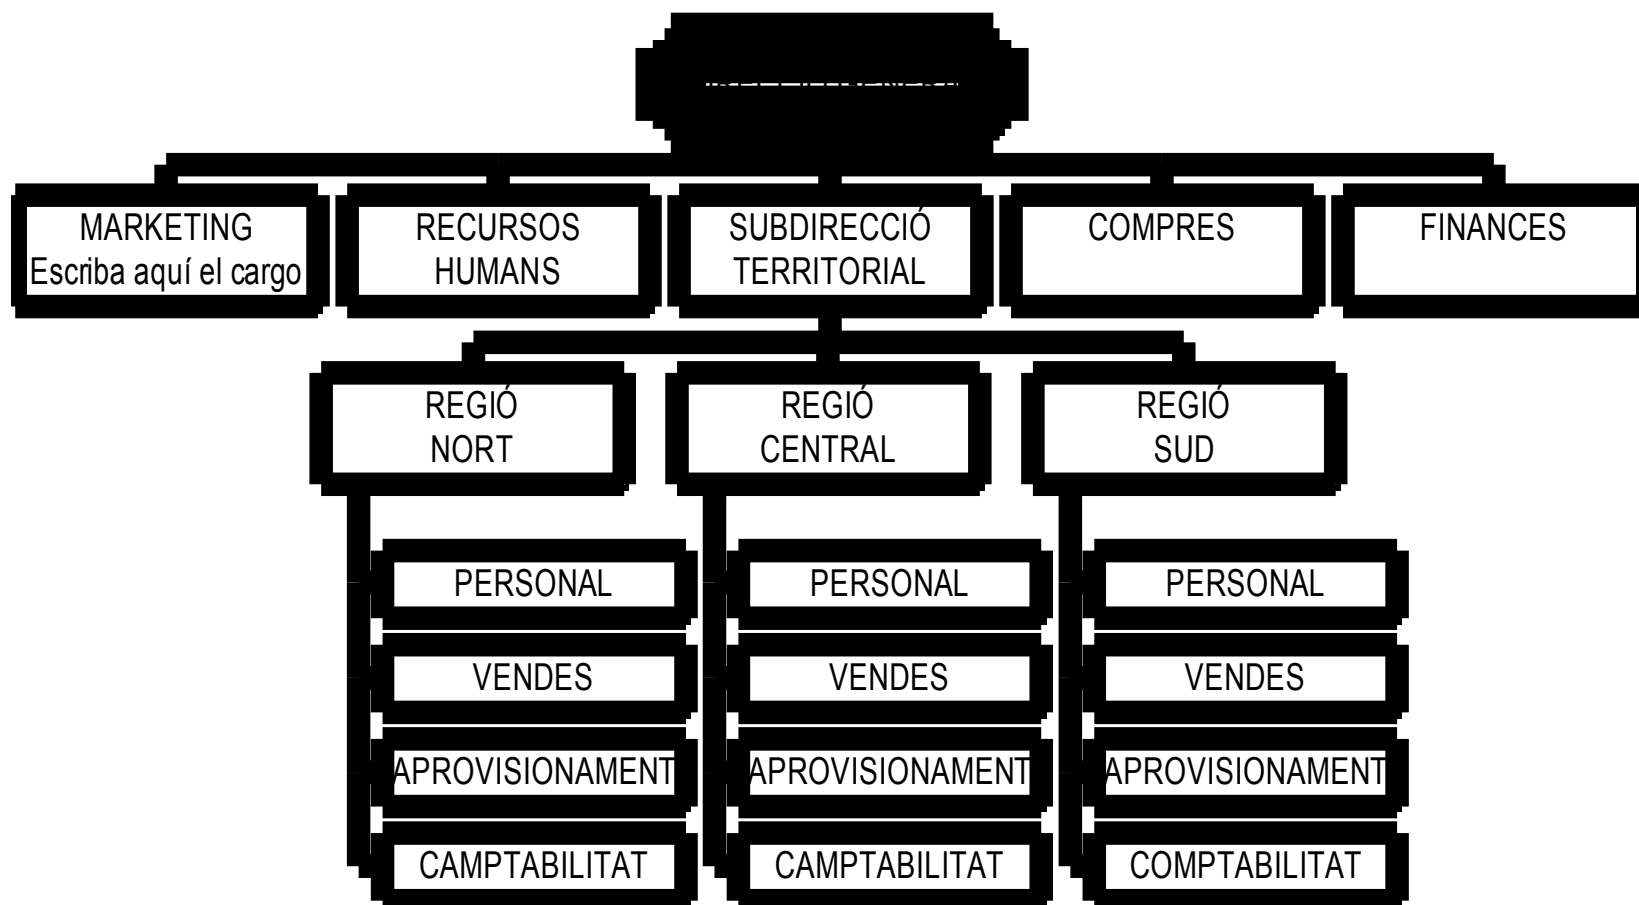 MARKETING
Escriba aquí el cargo
RECURSOS
HUMANS
SUBDIRECCIÓ
TERRITORIAL
COMPRES
FINANCES
REGIÓ
NORT
REGIÓ
CENTRAL
REGIÓ
SUD
PERSONAL
VENDES
APROVISIONAMENT
CAMPTABILITAT
PERSONAL
VENDES
APROVISIONAMENT
CAMPTABILITAT
PERSONAL
VENDES
APROVISIONAMENT
COMPTABILITAT